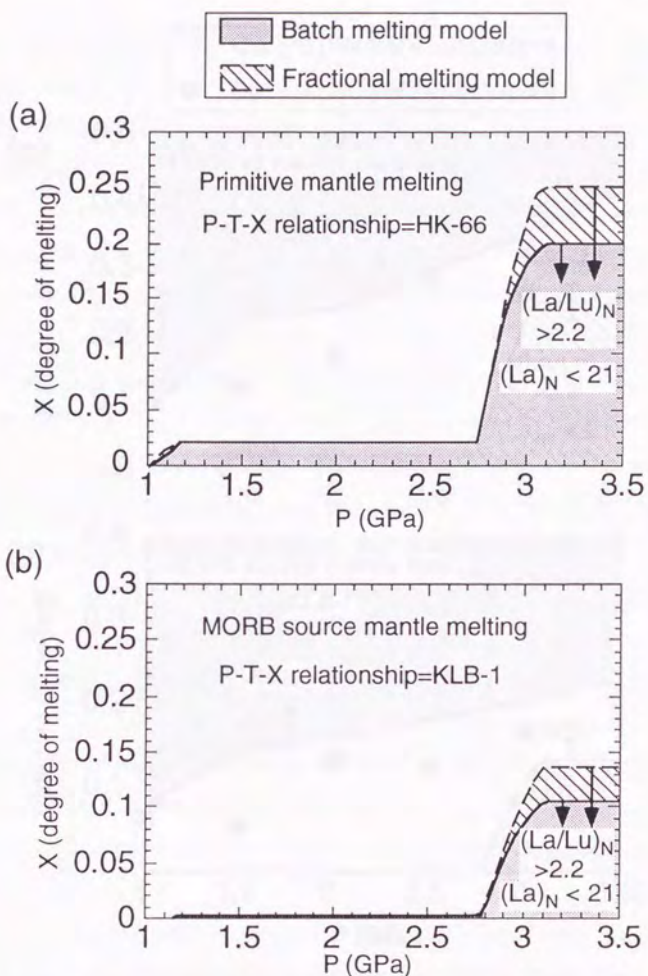 Batch melting model
Fractional melting model
(a)
0.3
0.25
0.2
0.15
0.1
0.05
0
X (degree of melting)
Primitive mantle melting
P-T-X relationship=HK-66
(La/Lu)N
>2.2
(La)N < 21
1
1.5
2
2.5
3
3.5
P (GPa)
(b)
0.3
0.25
0.2
0.15
0.1
0.05
0
X (degree of melting)
MORB source mantle melting
P-T-X relationship=KLB-1
(La/Lu)N
>2.2
(La)N < 21
1
1.5
2
2.5
3
3.5
P (GPa)